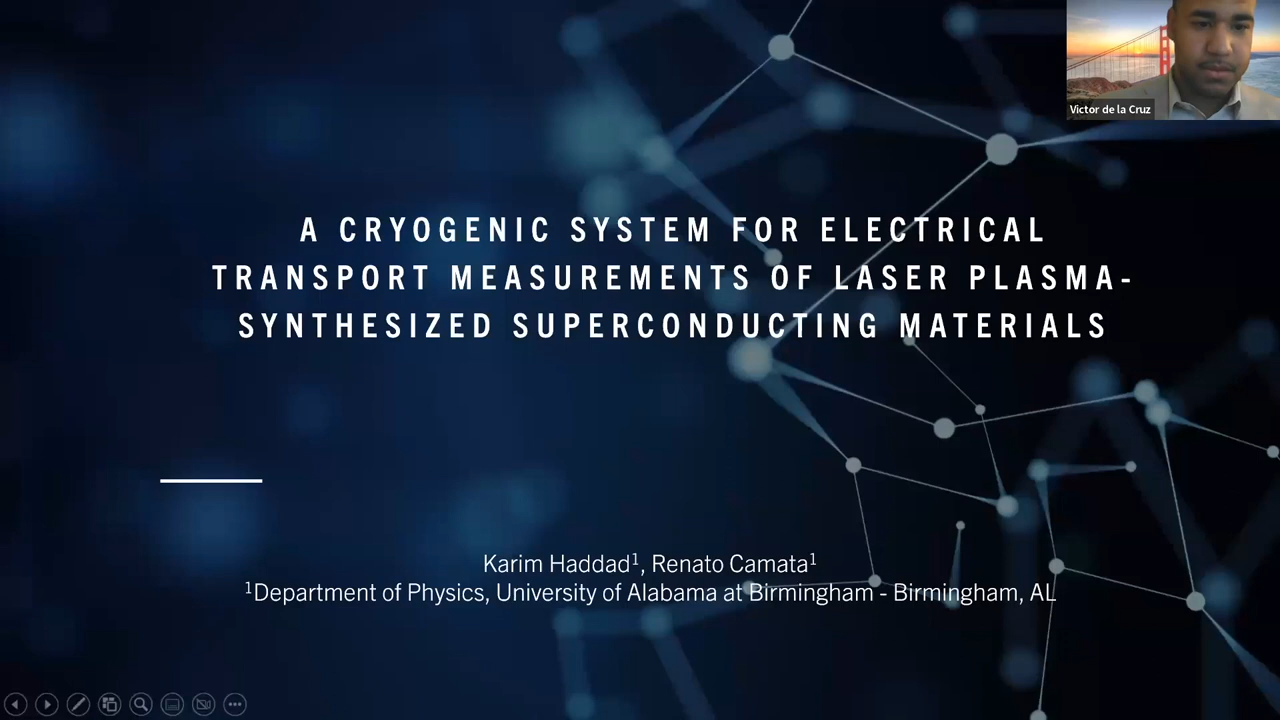 Victor de la Cruz
A CRYOGENIC SYSTEM FOR ELECTRICAL
TRANSPORT MEASUREMENTS OF LASER PLASMA-
SYNTHESIZED SUPERCONDUCTING MATERIALS
Karim Haddad¹, Renato Camata¹
¹Department of Physics, University of Alabama at Birmingham - Birmingham, AL